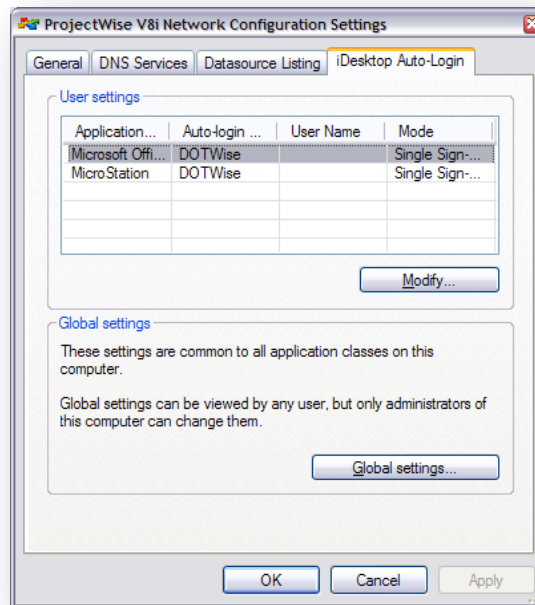 ProjectWise V8i Network Configuration Settings
General DNS Services Datasource Listing iDesktop Auto-Login
User settings
Application... Auto-login ... User Name Mode
Microsoft Offi... DOTWise Single Sign-...
MicroStation DOTWise Single Sign-...
Modify...
Global settings
These settings are common to all application classes on this
computer.
Global settings can be viewed by any user, but only administrators of
this computer can change them.
Global settings...
OK Cancel Apply